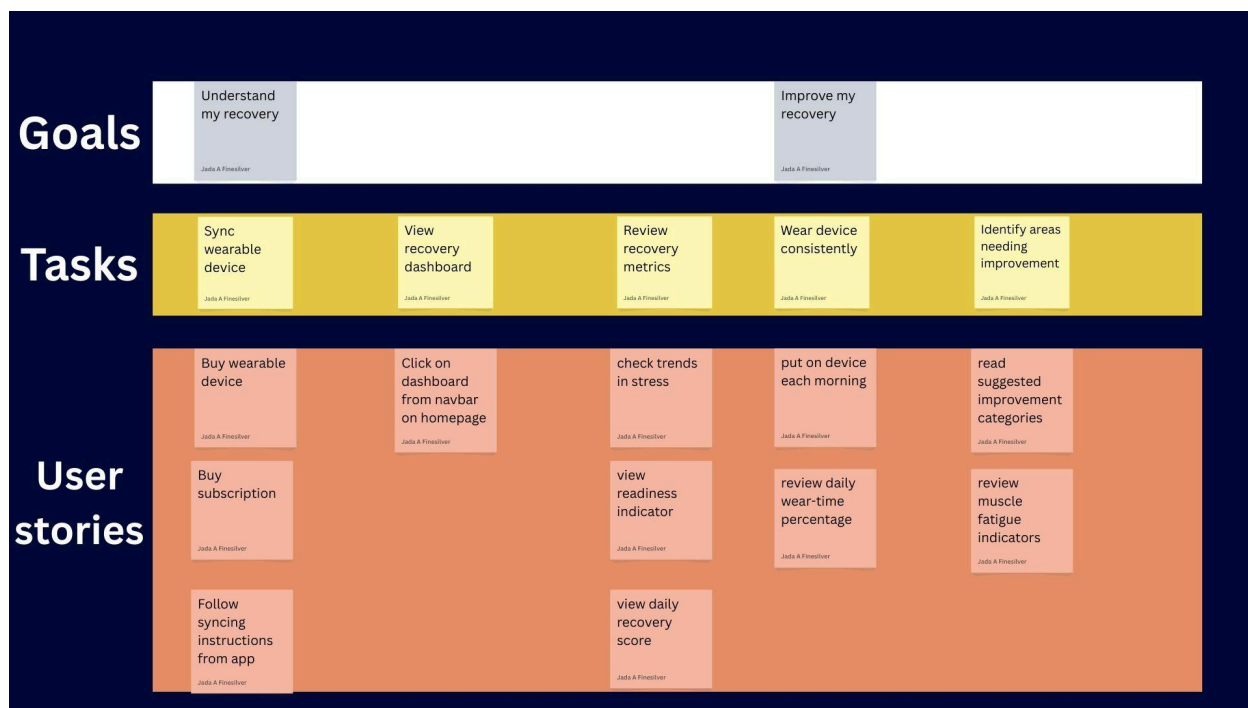 Goals
Understand
my recovery
Jada A Finesilver
Improve my
recovery
Jada A Finesilver
Tasks
Sync
wearable
device
Jada A Finesilver
View
recovery
dashboard
Jada A Finesilver
Review
recovery
metrics
Jada A Finesilver
Wear device
consistently
Jada A Finesilver
Identify areas
needing
improvement
Jada A Finesilver
User
stories
Buy wearable
device
Jada A Finesilver
Click on
dashboard
from navbar
on homepage
Jada A Finesilver
check trends
in stress
Jada A Finesilver
put on device
each morning
Jada A Finesilver
read
suggested
improvement
categories
Jada A Finesilver
Buy
subscription
Jada A Finesilver
view
readiness
indicator
Jada A Finesilver
review daily
wear-time
percentage
Jada A Finesilver
review
muscle
fatigue
indicators
Jada A Finesilver
Follow
syncing
instructions
from app
Jada A Finesilver
view daily
recovery
score
Jada A Finesilver